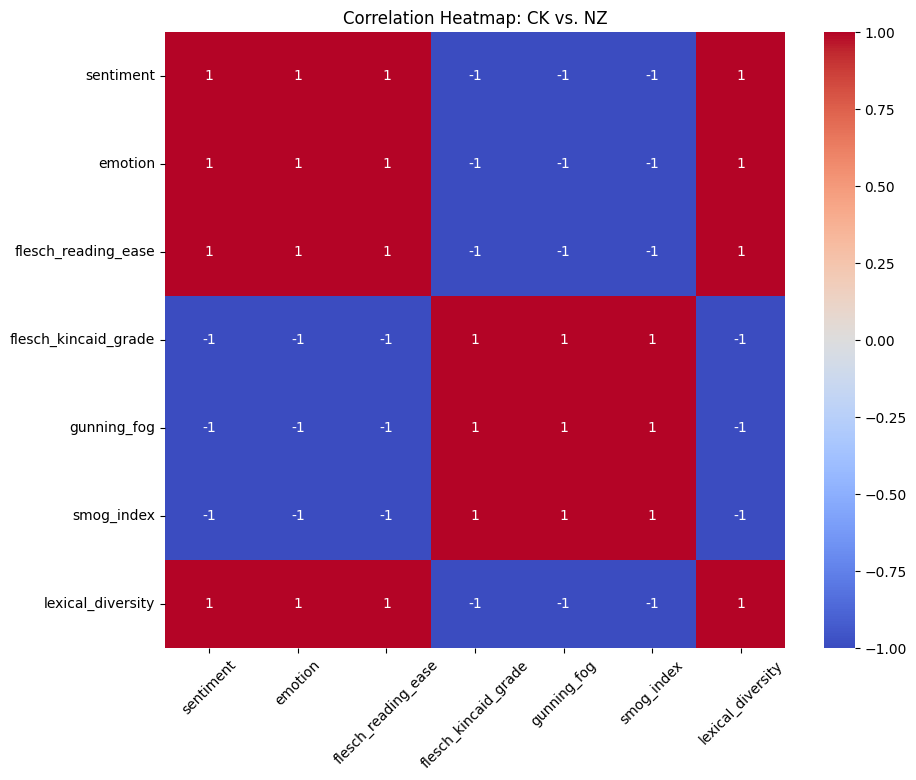 Correlation Heatmap: CK vs. NZ
sentiment 1 1 1 -1 -1 -1 1
emotion 1 1 1 -1 -1 -1 1
flesch_reading_ease 1 1 1 -1 -1 -1 1
flesch_kincaid_grade -1 -1 -1 1 1 1 -1
gunning_fog -1 -1 -1 1 1 1 -1
smog_index -1 -1 -1 1 1 1 -1
lexical_diversity 1 1 1 -1 -1 -1 1
sentiment
emotion
flesch_reading_ease
flesch_kincaid_grade
gunning_fog
smog_index
lexical_diversity
1.00
0.75
0.50
0.25
0.00
−0.25
−0.50
−0.75
−1.00